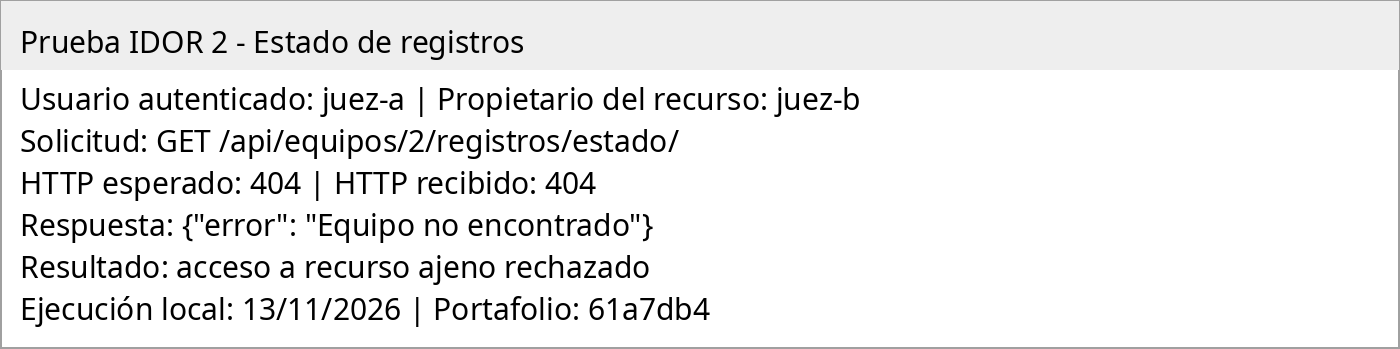 Prueba IDOR 2 - Estado de registros
Usuario autenticado: juez-a | Propietario del recurso: juez-b
Solicitud: GET /api/equipos/2/registros/estado/
HTTP esperado: 404 | HTTP recibido: 404
Respuesta: {"error": "Equipo no encontrado"}
Resultado: acceso a recurso ajeno rechazado
Ejecución local: 13/11/2026 | Portafolio: 61a7db4